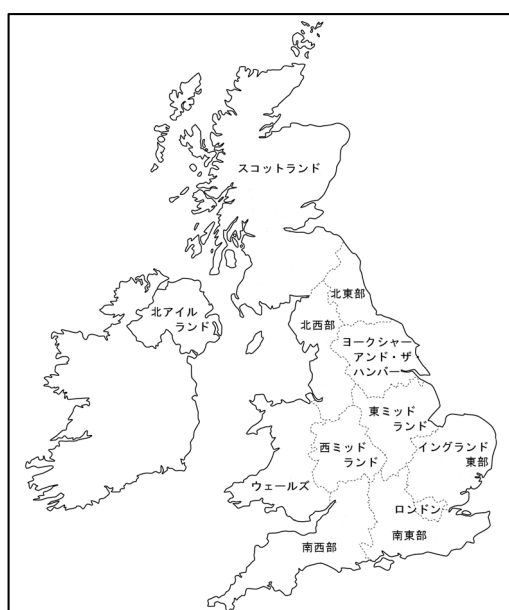 スコットランド
北東部
北アイル
ランド
北西部
ヨークシャー
アンド・ザ
ハンバー
東ミッド
ランド
西ミッド
ランド
イングランド
東部
ウェールズ
ロンドン
南東部
南西部